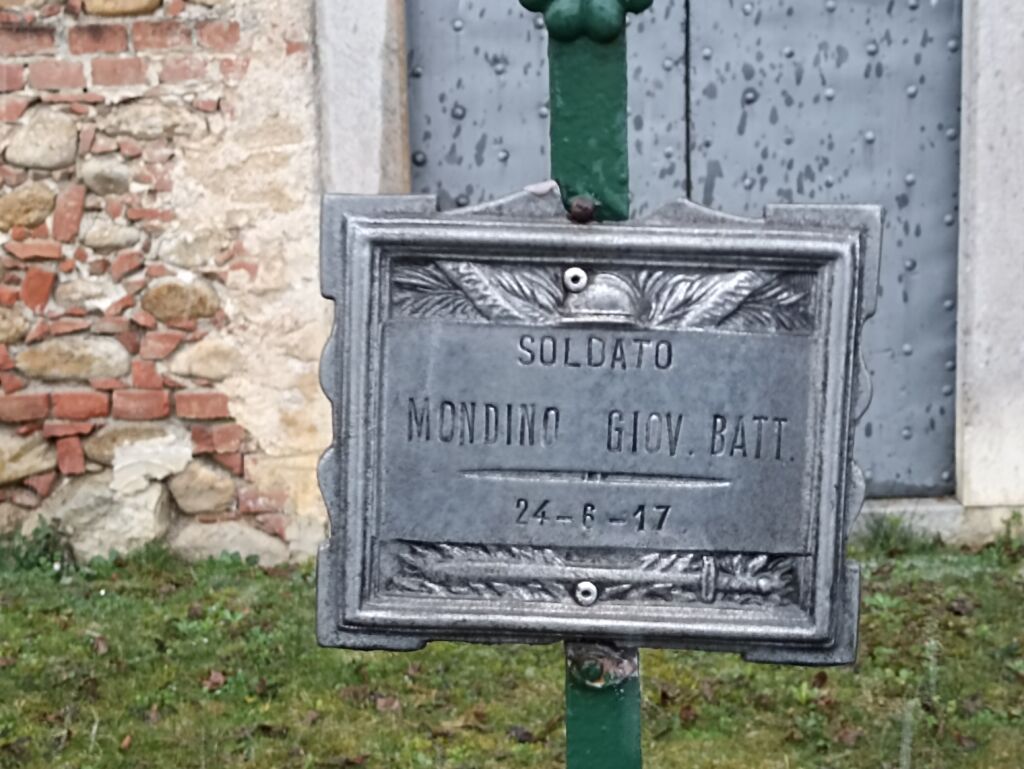 SOLDATO
MONDINO GIOV. BATT.
24-6-17